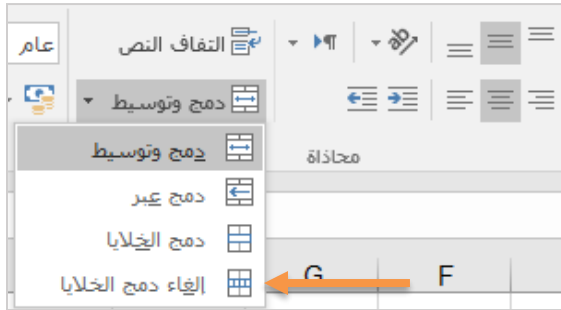 التفاف النص
عام
دمج وتوسيط
محاذاة
دمج وتوسيط
دمج عبر
دمج الخلايا
إلغاء دمج الخلايا
G F